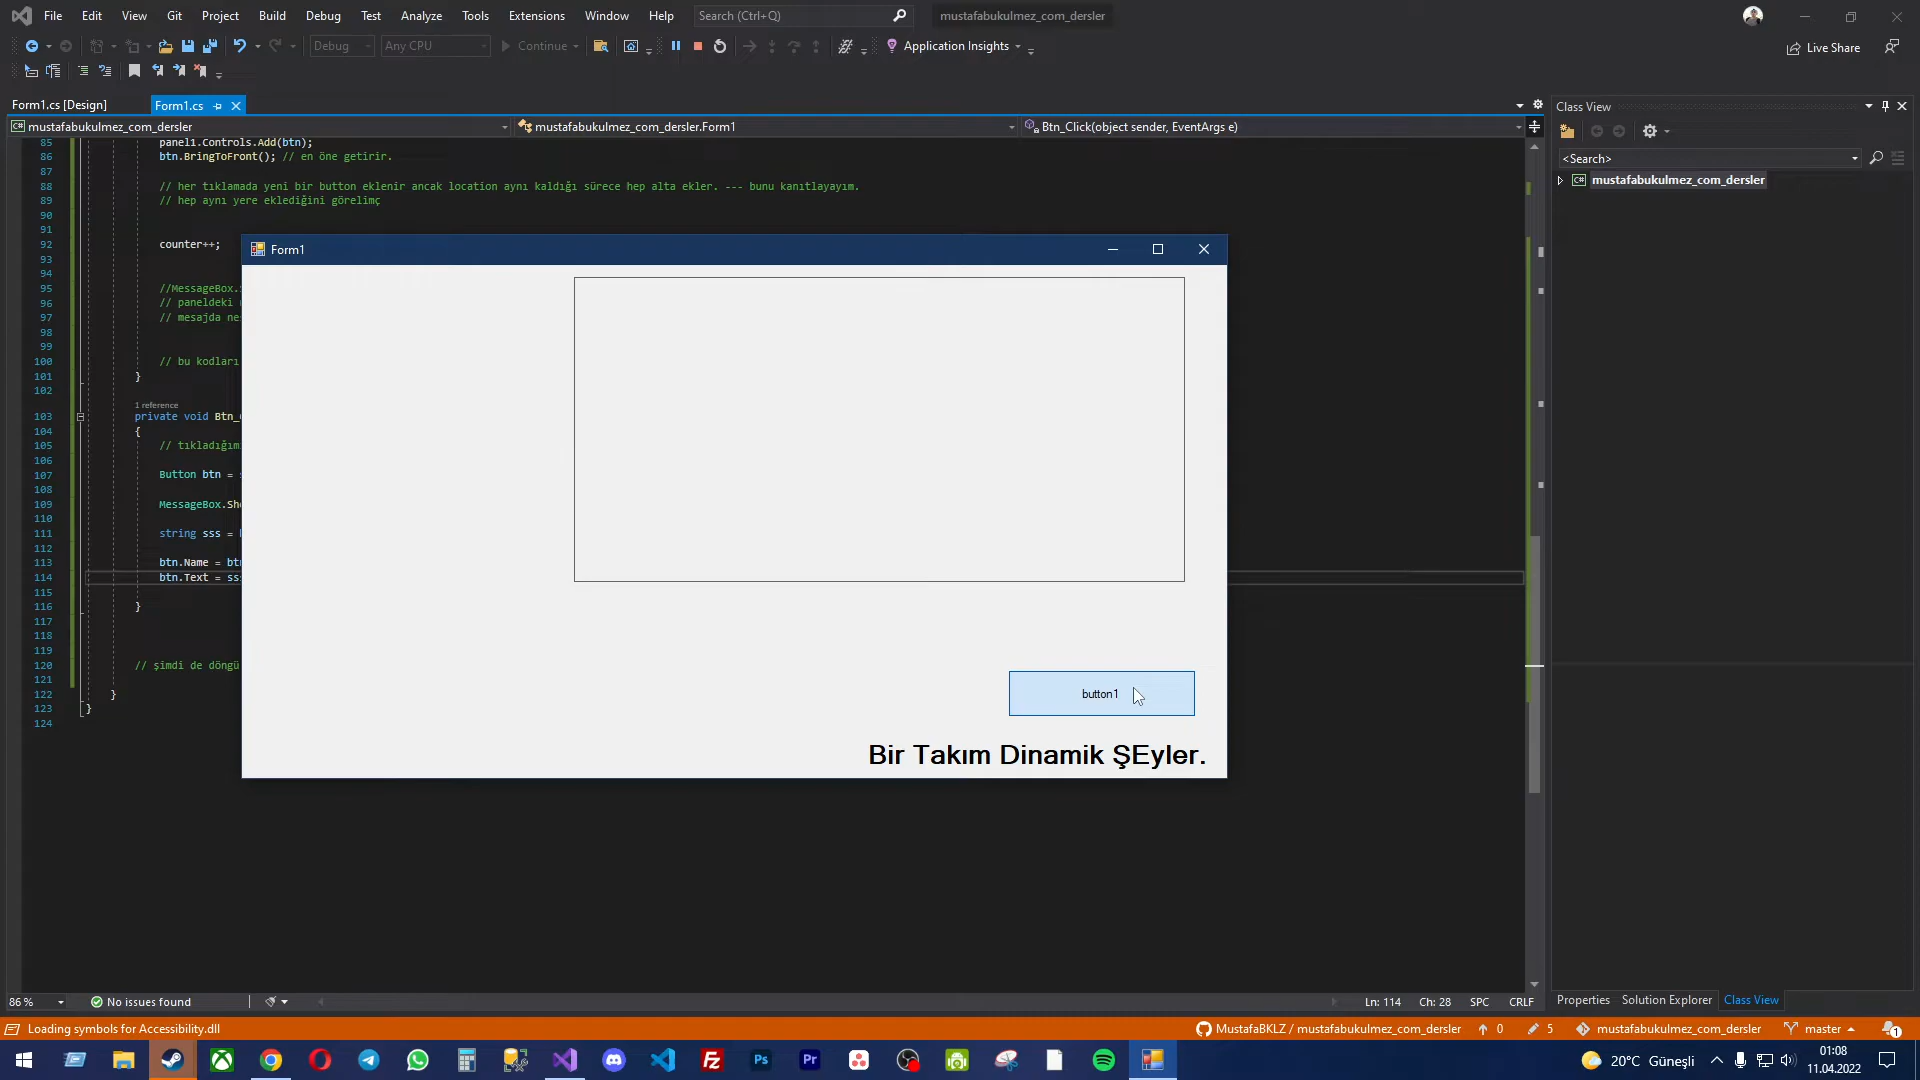 File Edit View Git Project Build Debug Test Analyze Tools Extensions Window Help Search (Ctrl+Q) mustafabukulmez_com_dersler
Debug Any CPU Continue Application Insights Live Share
Form1.cs [Design] Form1.cs
Class View
mustafabukulmez_com_dersler mustafabukulmez_com_dersler.Form1 Btn_Click(object sender, EventArgs e)
<Search>
mustafabukulmez_com_dersler
85 panel1.Controls.Add(btn);
86 btn.BringToFront(); // en öne getirir.
87
88 // her tıklamada yeni bir button eklenir ancak location aynı kaldığı sürece hep alta ekler. --- bunu kanıtlayayım.
89 // hep aynı yere eklediğini görelimç
90
91
92 counter++;
93
94
95 //MessageBox.
96 // paneldeki
97 // mesajda ne
98
99
100 // bu kodları
101 }
102
1 reference
103 private void Btn_
104 {
105 // tıkladığım
106
107 Button btn =
108
109 MessageBox.Sh
110
111 string sss =
112
113 btn.Name = bt
114 btn.Text = ss
115
116 }
117
118
119
120 // şimdi de döngü
121
122 }
123 }
124
Form1
button1
Bir Takım Dinamik ŞEyler.
86 % No issues found Ln: 114 Ch: 28 SPC CRLF
Properties Solution Explorer Class View
Loading symbols for Accessibility.dll MustafaBKLZ / mustafabukulmez_com_dersler 0 5 mustafabukulmez_com_dersler master 1
Ps Pr 20°C Güneşli 01:08
11.04.2022